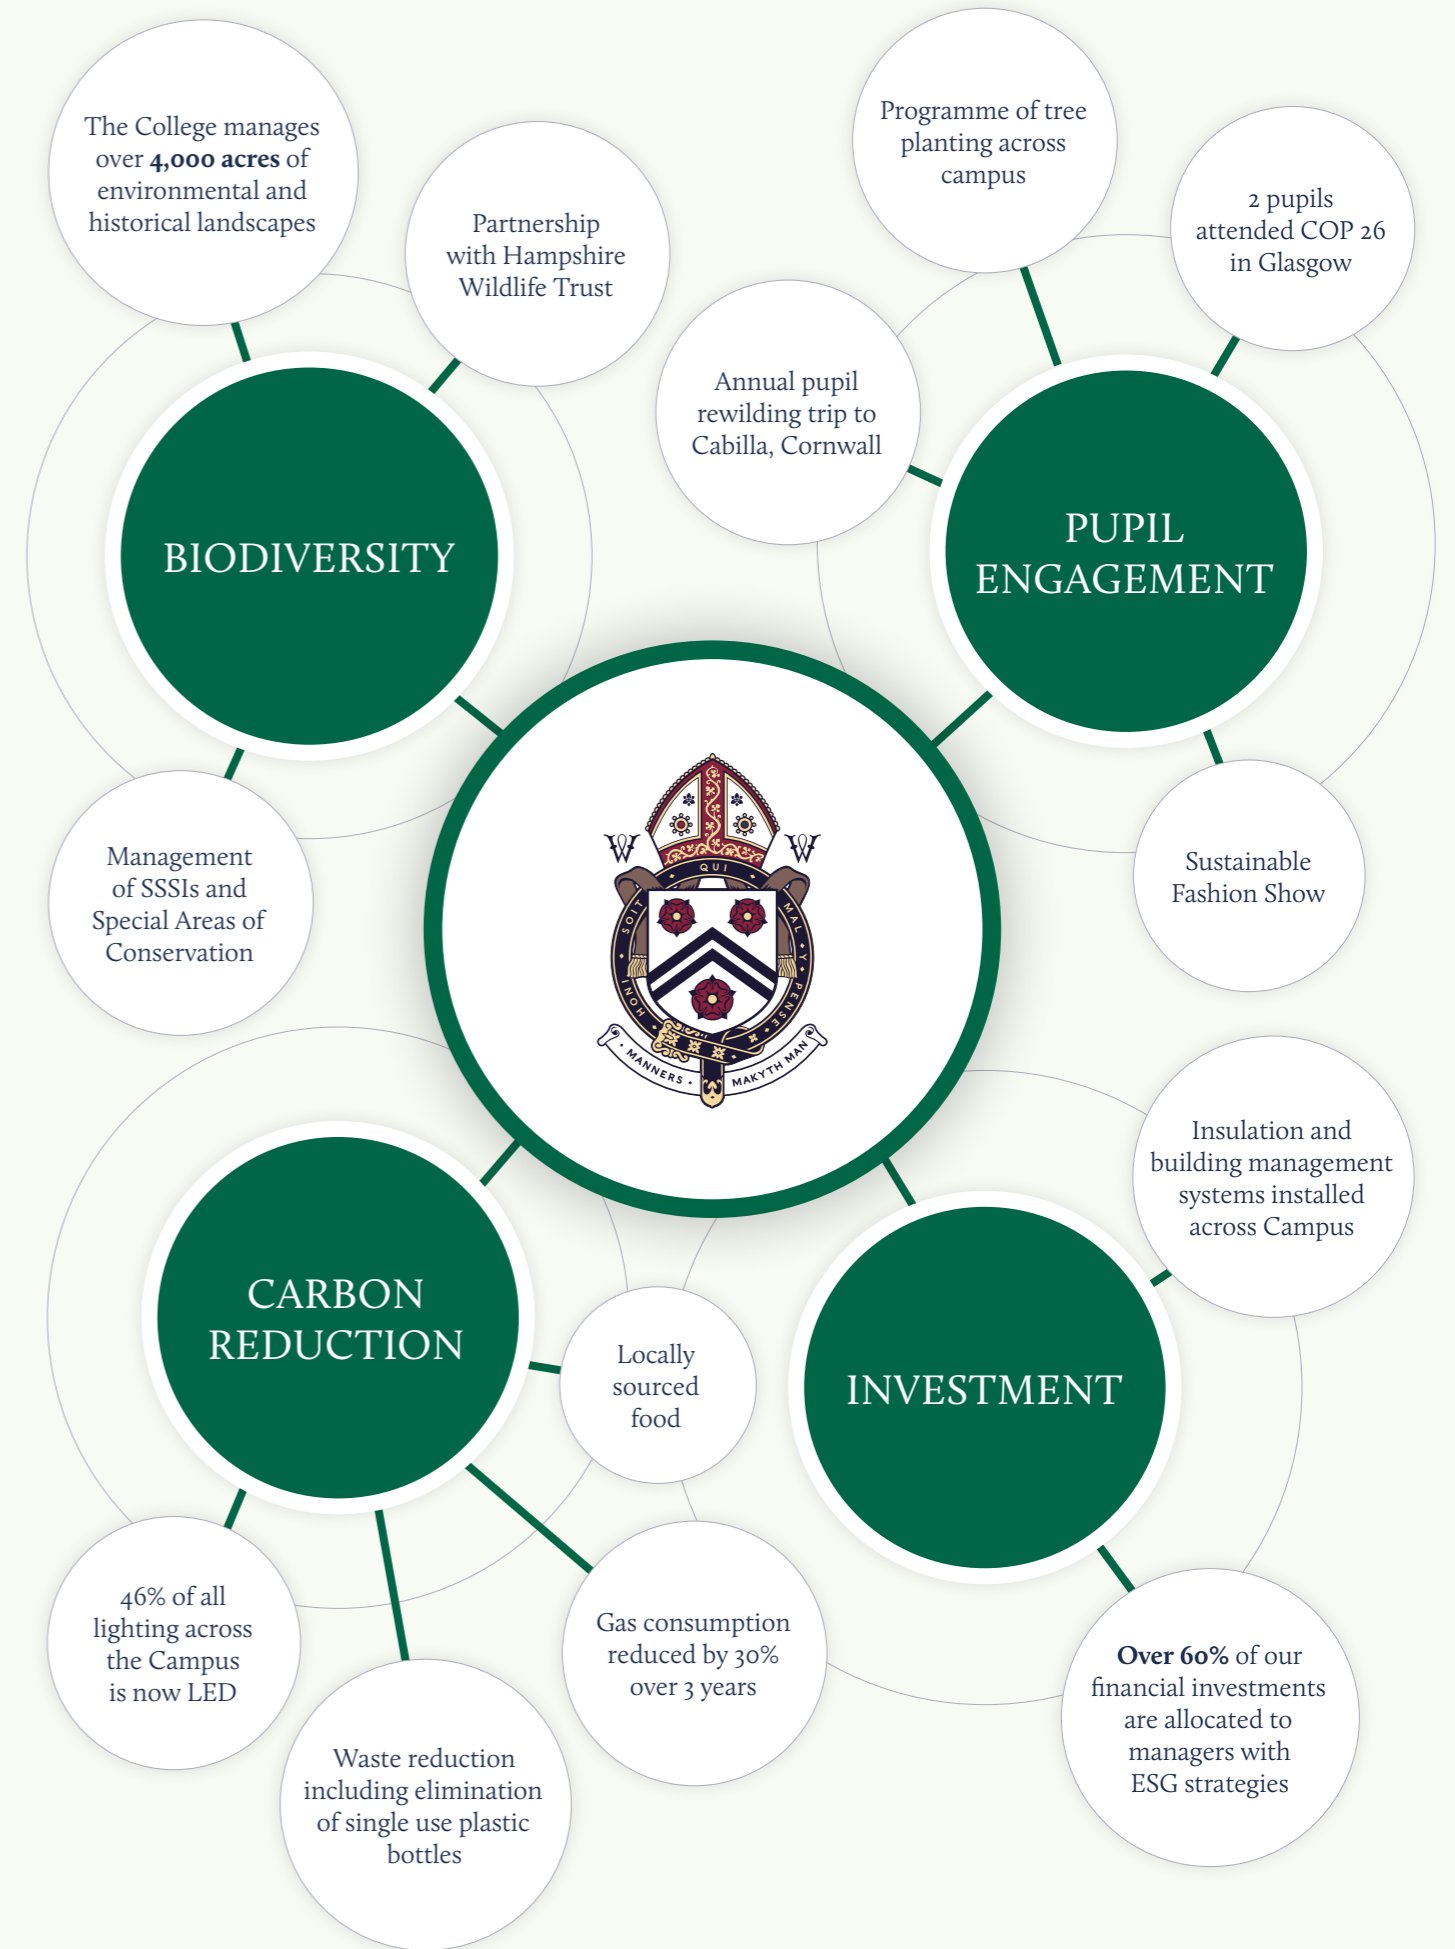 The College manages
over 4,000 acres of
environmental and
historical landscapes
Partnership
with Hampshire
Wildlife Trust
BIODIVERSITY
Management
of SSSIs and
Special Areas of
Conservation
Programme of tree
planting across
campus
2 pupils
attended COP 26
in Glasgow
Annual pupil
rewilding trip to
Cabilla, Cornwall
PUPIL
ENGAGEMENT
Sustainable
Fashion Show
W W
HONI · SOIT · QUI · MAL · Y · PENSE ·
· MANNERS · MAKYTH MAN
CARBON
REDUCTION
Locally
sourced
food
46% of all
lighting across
the Campus
is now LED
Waste reduction
including elimination
of single use plastic
bottles
Gas consumption
reduced by 30%
over 3 years
Insulation and
building management
systems installed
across Campus
INVESTMENT
Over 60% of our
financial investments
are allocated to
managers with
ESG strategies